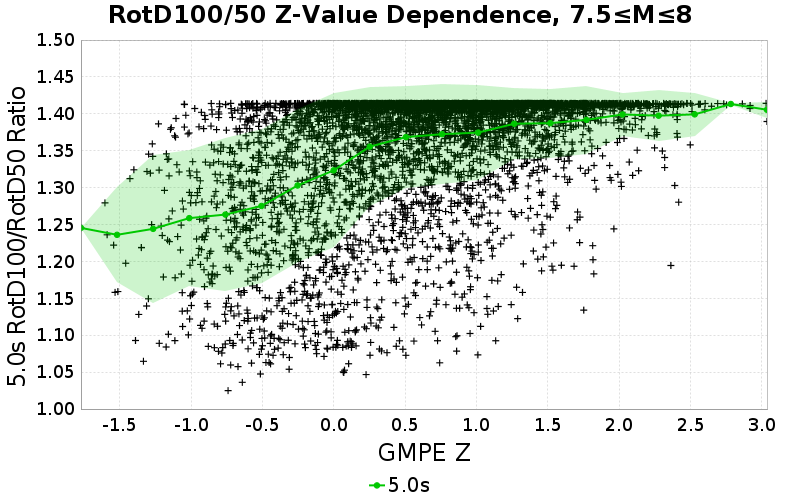 RotD100/50 Z-Value Dependence, 7.5≤M≤8
5.0s RotD100/RotD50 Ratio
1.50
1.45
1.40
1.35
1.30
1.25
1.20
1.15
1.10
1.05
1.00
-1.5 -1.0 -0.5 0.0 0.5 1.0 1.5 2.0 2.5 3.0
GMPE Z
5.0s